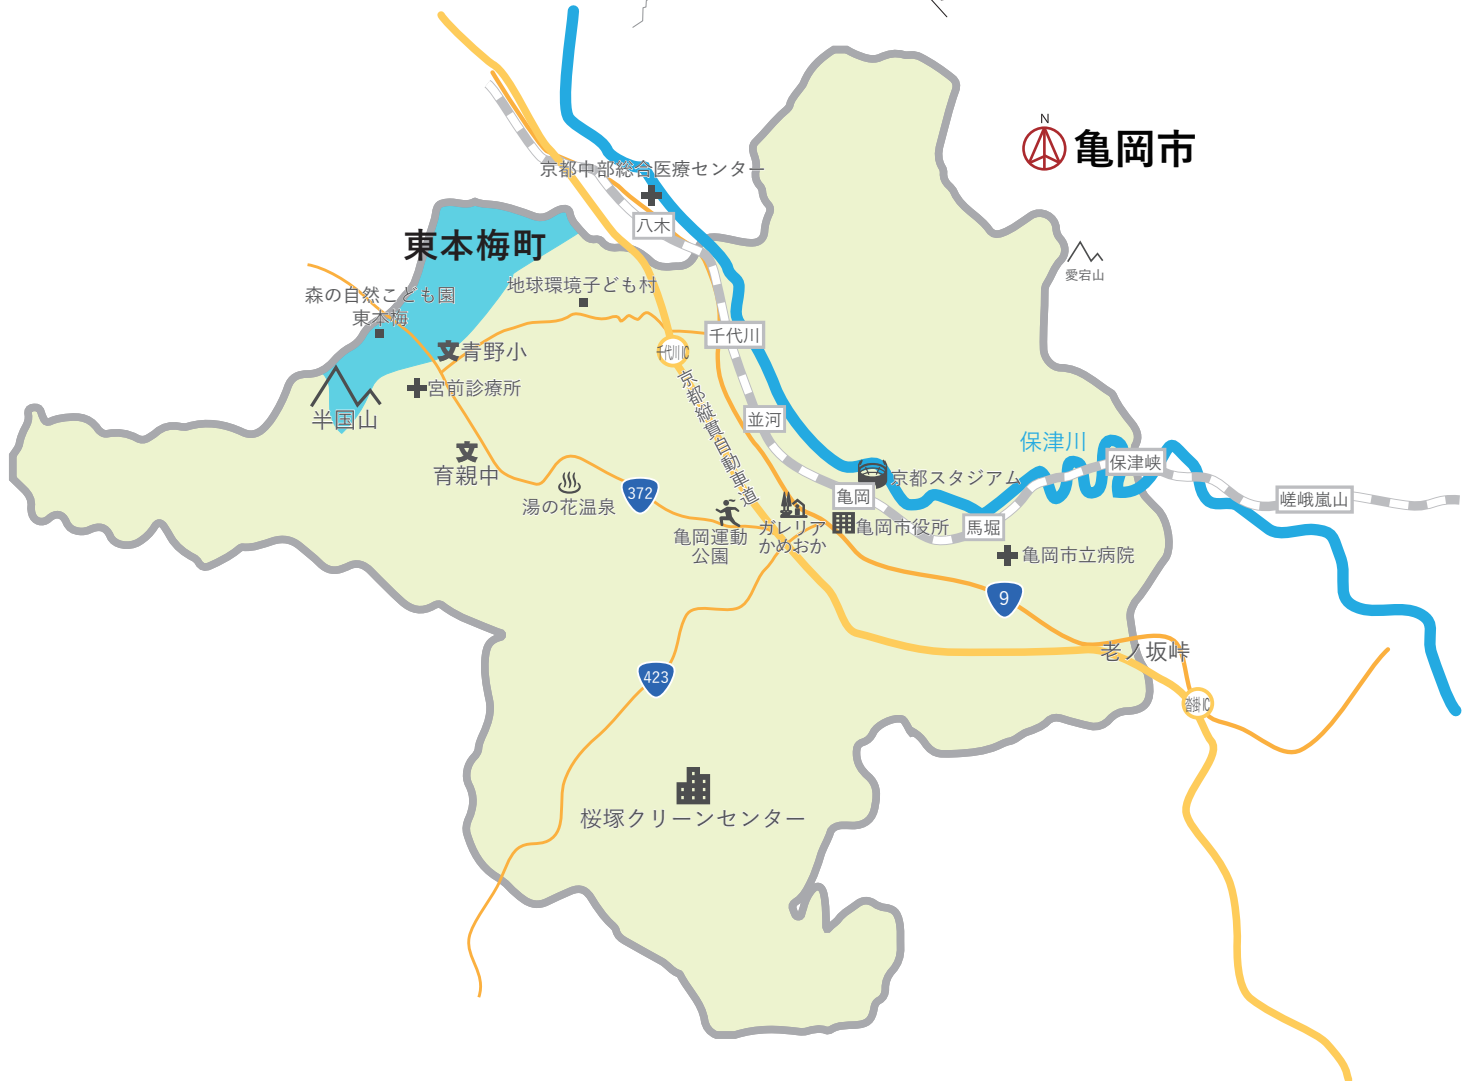 N
亀岡市
京都中部総合医療センター
八木
東本梅町
愛宕山
地球環境子ども村
森の自然こども園
東本梅
千代川
青野小
千代川IC
宮前診療所
京都縦貫自動車道
半国山
並河
保津川
保津峡
育親中
京都スタジアム
372
亀岡
嵯峨嵐山
湯の花温泉
亀岡運動
公園
ガレリア
かめおか
亀岡市役所
馬堀
亀岡市立病院
9
老ノ坂峠
423
沓掛IC
桜塚クリーンセンター